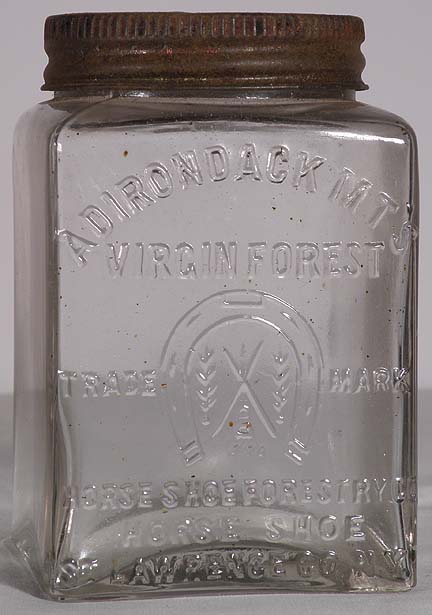 ADIRONDACK MTS
VIRGIN FOREST
TRADE MARK
HORSE SHOE FORESTRY CO
HORSE SHOE
ST LAWRENCE CO. N.Y.